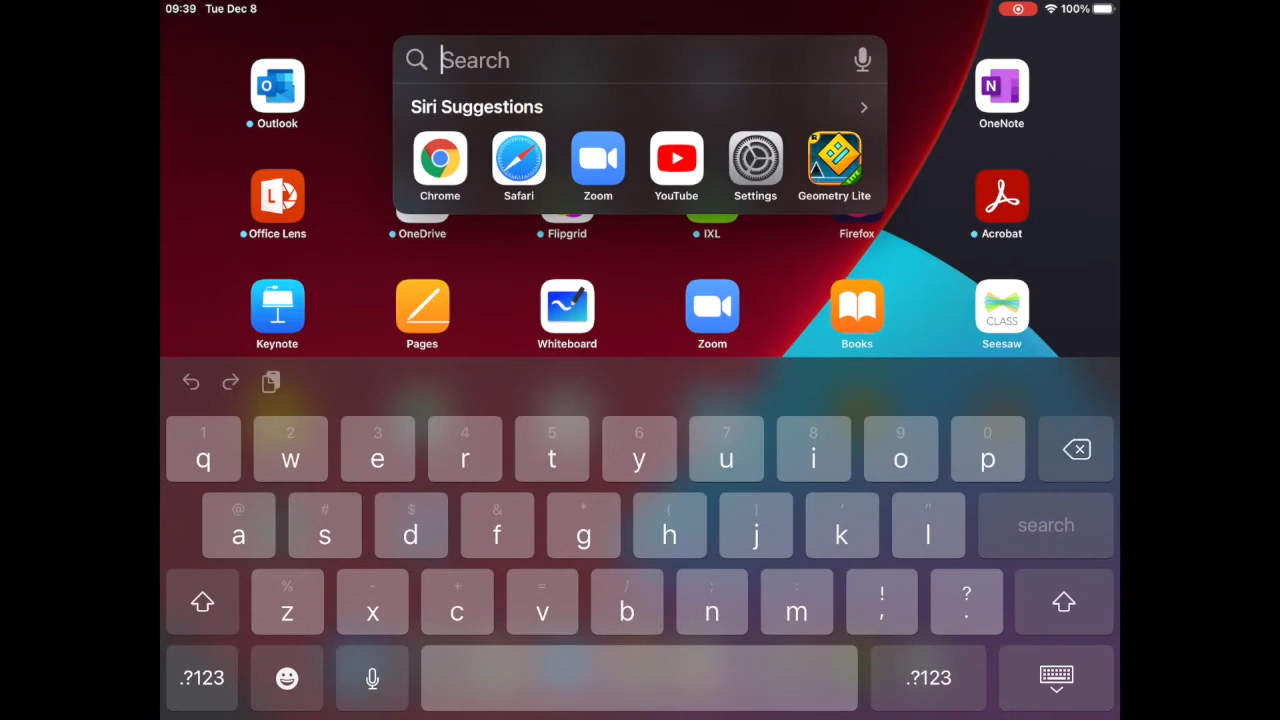 09:39 Tue Dec 8 100%
Search
Siri Suggestions
Chrome Safari Zoom YouTube Settings Geometry Lite
Outlook OneNote
Office Lens OneDrive Flipgrid IXL Firefox Acrobat
CLASS
Keynote Pages Whiteboard Zoom Books Seesaw
1 2 3 4 5 6 7 8 9 0
q w e r t y u i o p
@ # $ & * ( ) ' "
a s d f g h j k l search
% - + = / ; : ! ?
z x c v b n m , .
.?123 .?123